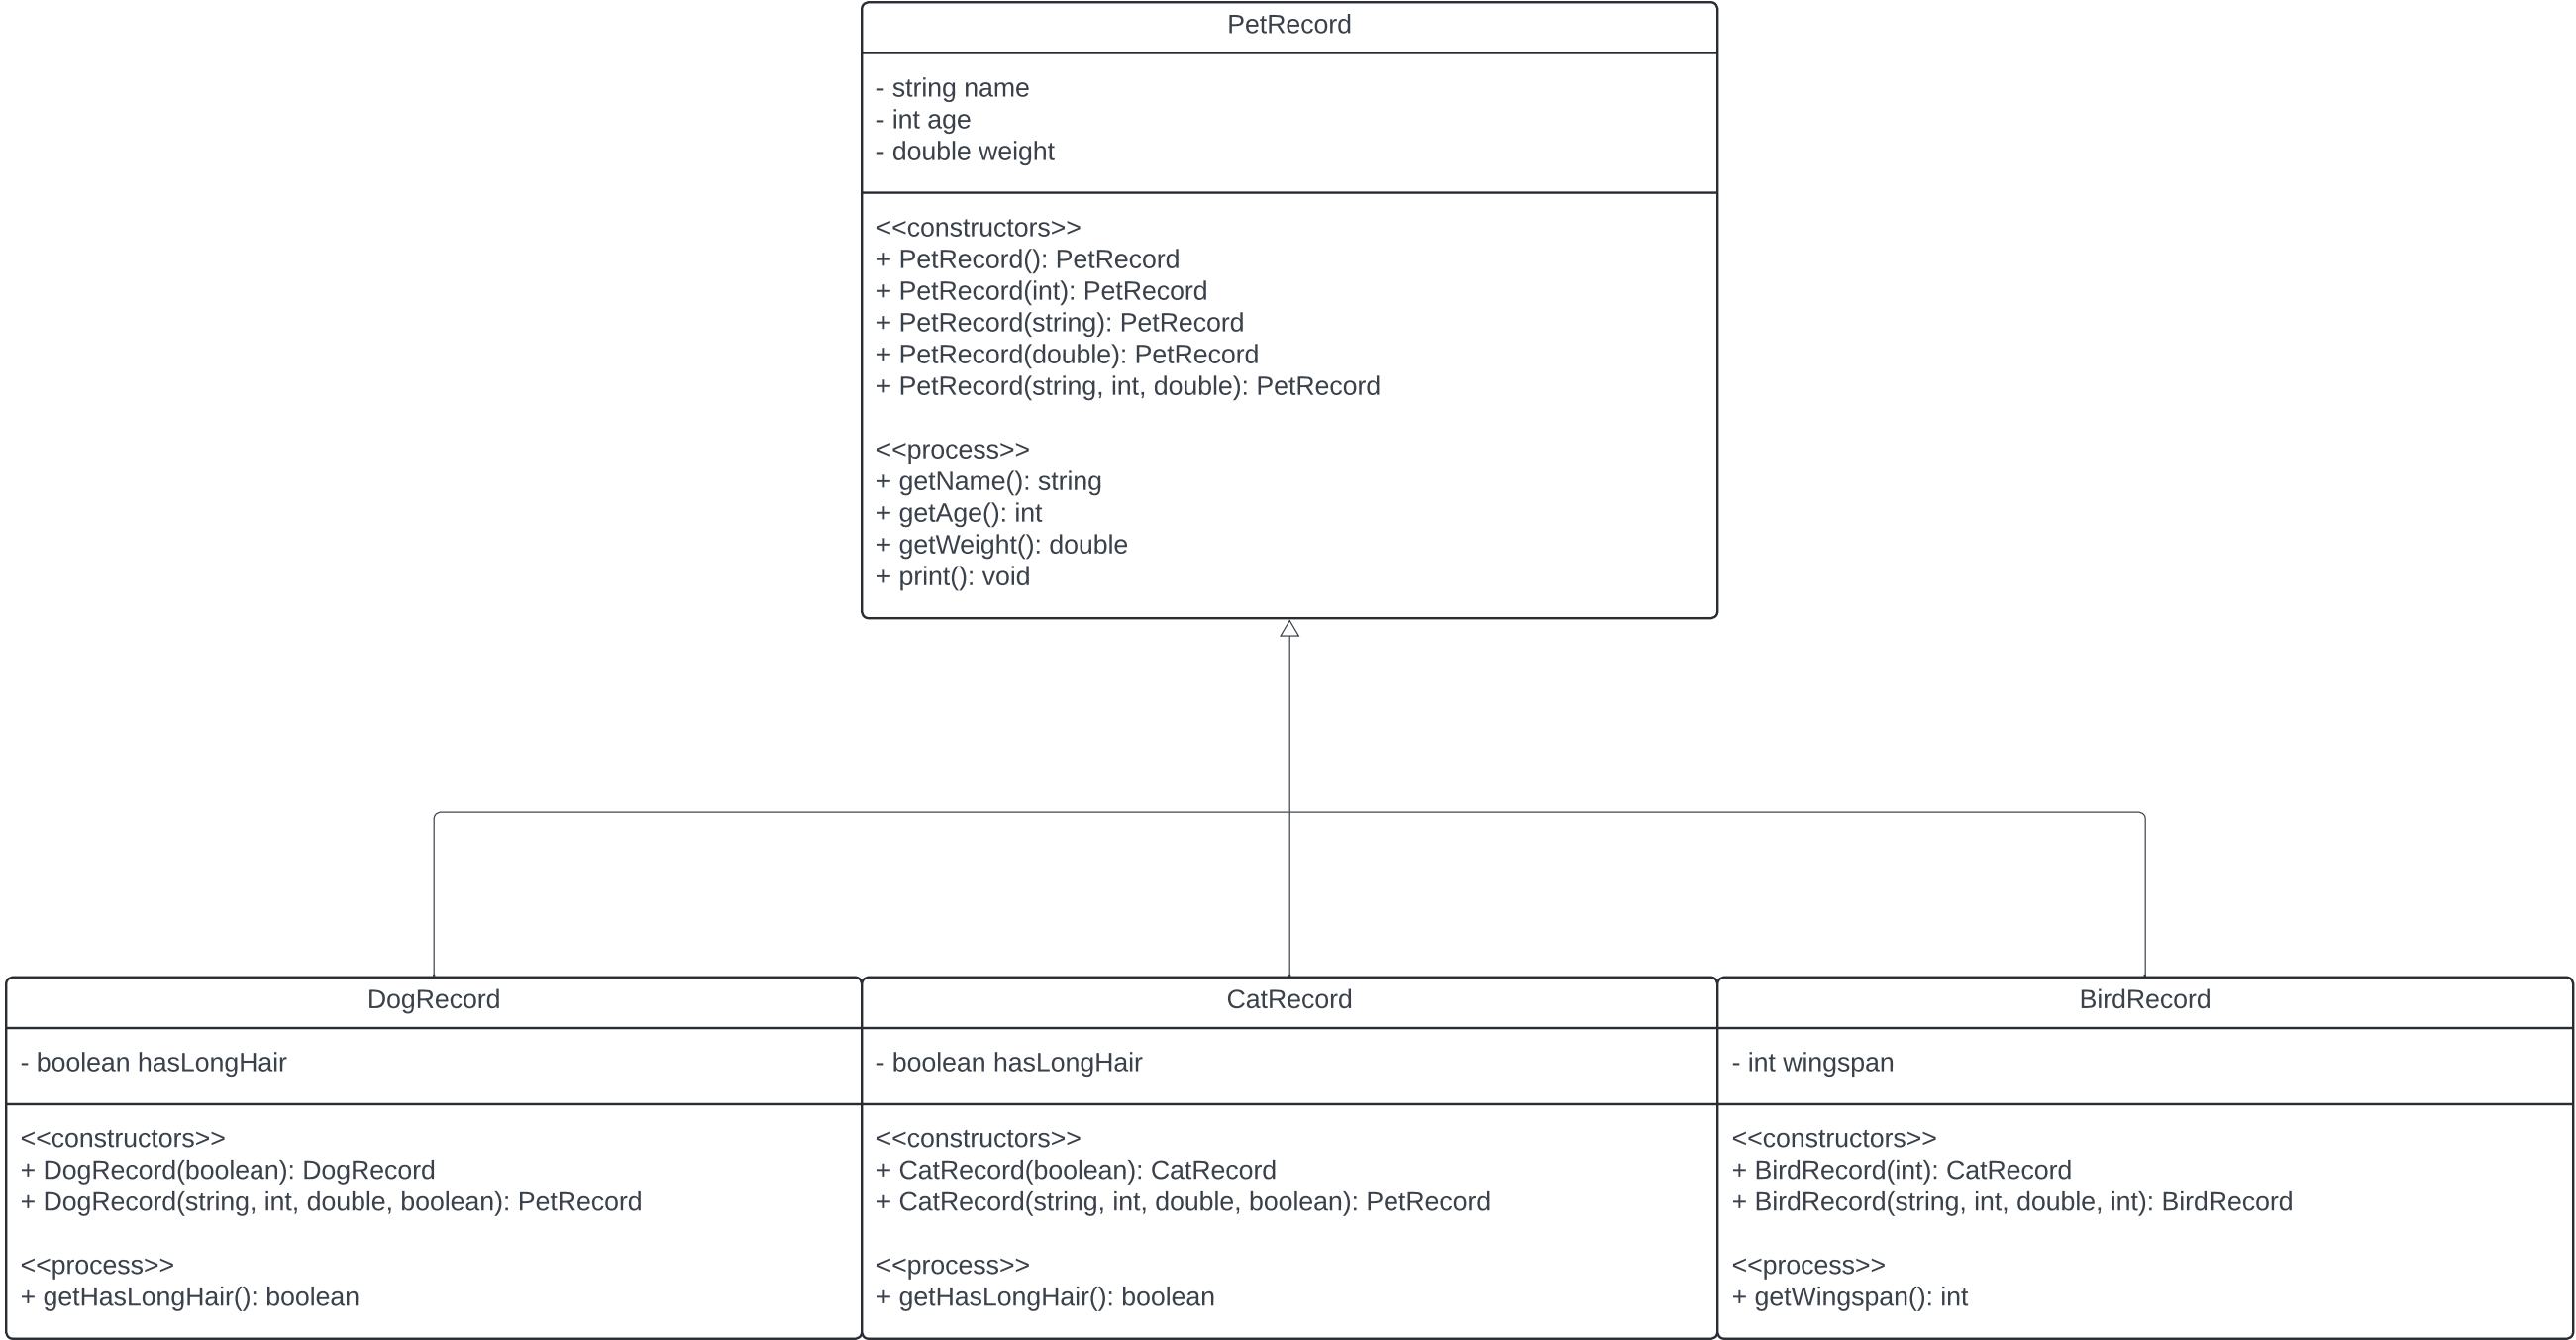 PetRecord
- string name
- int age
- double weight
<<constructors>>
+ PetRecord(): PetRecord
+ PetRecord(int): PetRecord
+ PetRecord(string): PetRecord
+ PetRecord(double): PetRecord
+ PetRecord(string, int, double): PetRecord
<<process>>
+ getName(): string
+ getAge(): int
+ getWeight(): double
+ print(): void
DogRecord
- boolean hasLongHair
<<constructors>>
+ DogRecord(boolean): DogRecord
+ DogRecord(string, int, double, boolean): PetRecord
<<process>>
+ getHasLongHair(): boolean
CatRecord
- boolean hasLongHair
<<constructors>>
+ CatRecord(boolean): CatRecord
+ CatRecord(string, int, double, boolean): PetRecord
<<process>>
+ getHasLongHair(): boolean
BirdRecord
- int wingspan
<<constructors>>
+ BirdRecord(int): CatRecord
+ BirdRecord(string, int, double, int): BirdRecord
<<process>>
+ getWingspan(): int